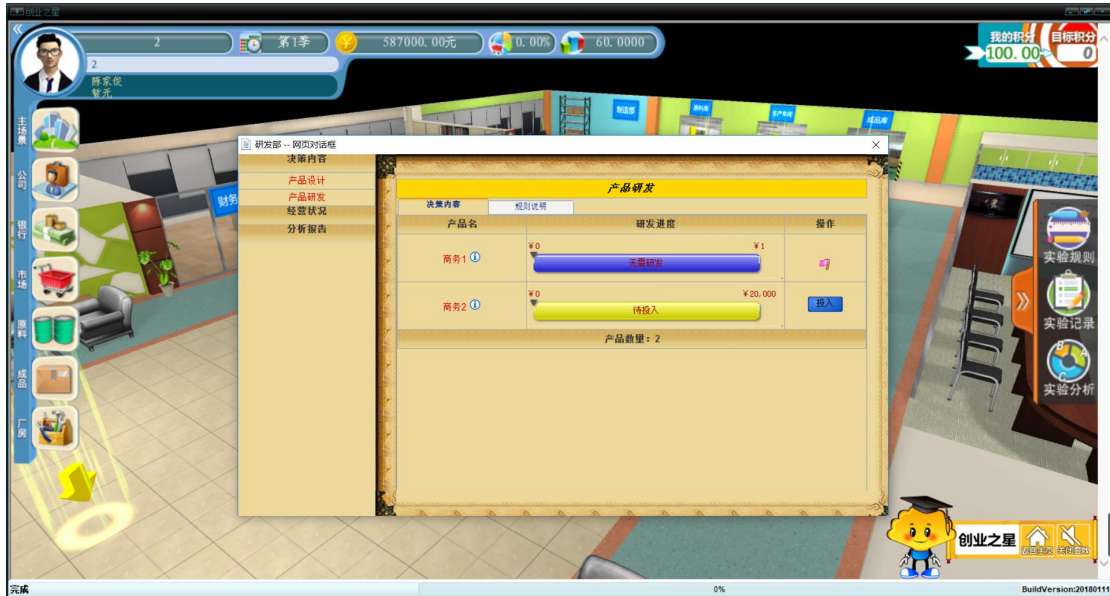 创业之星
2
第1季
587000.00元
0.00%
60.0000
我的积分
目标积分
100.00
0
2
陈家俊
暂无
主场景
公司
银行
市场
原料
成品
厂房
制造部
原料库
生产车间
成品库
财务
研发部 -- 网页对话框
决策内容
产品设计
产品研发
经营状况
分析报告
产品研发
决策内容
规则说明
产品名
研发进度
操作
商务1
¥0
¥1
无需研发
商务2
¥0
¥20,000
待投入
投入
产品数量：2
实验规则
实验记录
实验分析
创业之星
返回主页
关闭音效
完成
0%
BuildVersion:20180111